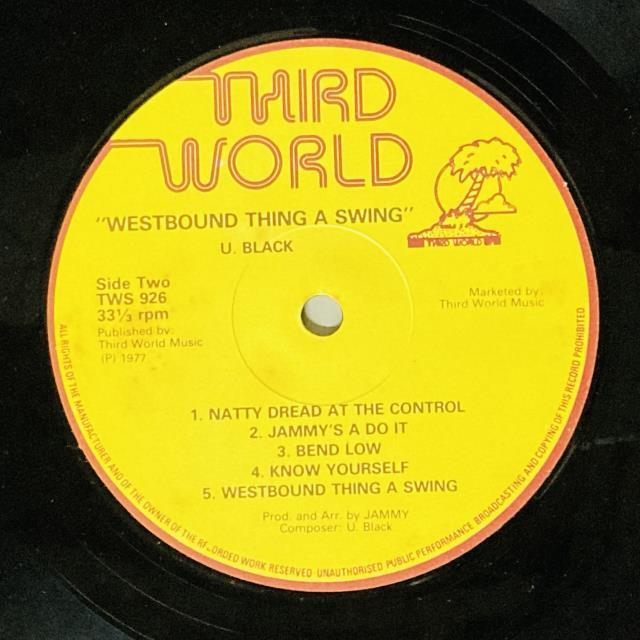 THIRD
WORLD
"WESTBOUND THING A SWING"
U. BLACK
THIRD WORLD
Side Two
TWS 926
33⅓ rpm
Published by:
Third World Music
(P) 1977
Marketed by:
Third World Music
1. NATTY DREAD AT THE CONTROL
2. JAMMY'S A DO IT
3. BEND LOW
4. KNOW YOURSELF
5. WESTBOUND THING A SWING
Prod. and Arr. by JAMMY
Composer: U. Black
ALL RIGHTS OF THE MANUFACTURER AND OF THE OWNER OF THE RECORDED WORK RESERVED UNAUTHORISED PUBLIC PERFORMANCE BROADCASTING AND COPYING OF THIS RECORD PROHIBITED